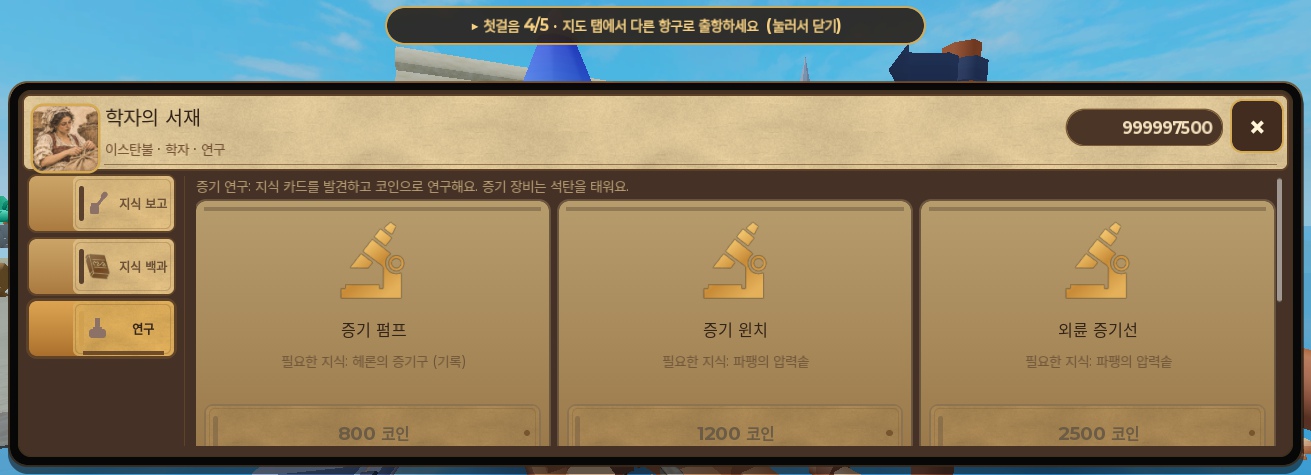 ▸ 첫걸음 4/5 · 지도 탭에서 다른 항구로 출항하세요 (눌러서 닫기)
학자의 서재
이스탄불 · 학자 · 연구
999997500
×
지식 보고
지식 백과
연구
증기 연구: 지식 카드를 발견하고 코인으로 연구해요. 증기 장비는 석탄을 태워요.
증기 펌프
필요한 지식: 헤론의 증기구 (기록)
800 코인
증기 윈치
필요한 지식: 파팽의 압력솥
1200 코인
외륜 증기선
필요한 지식: 파팽의 압력솥
2500 코인